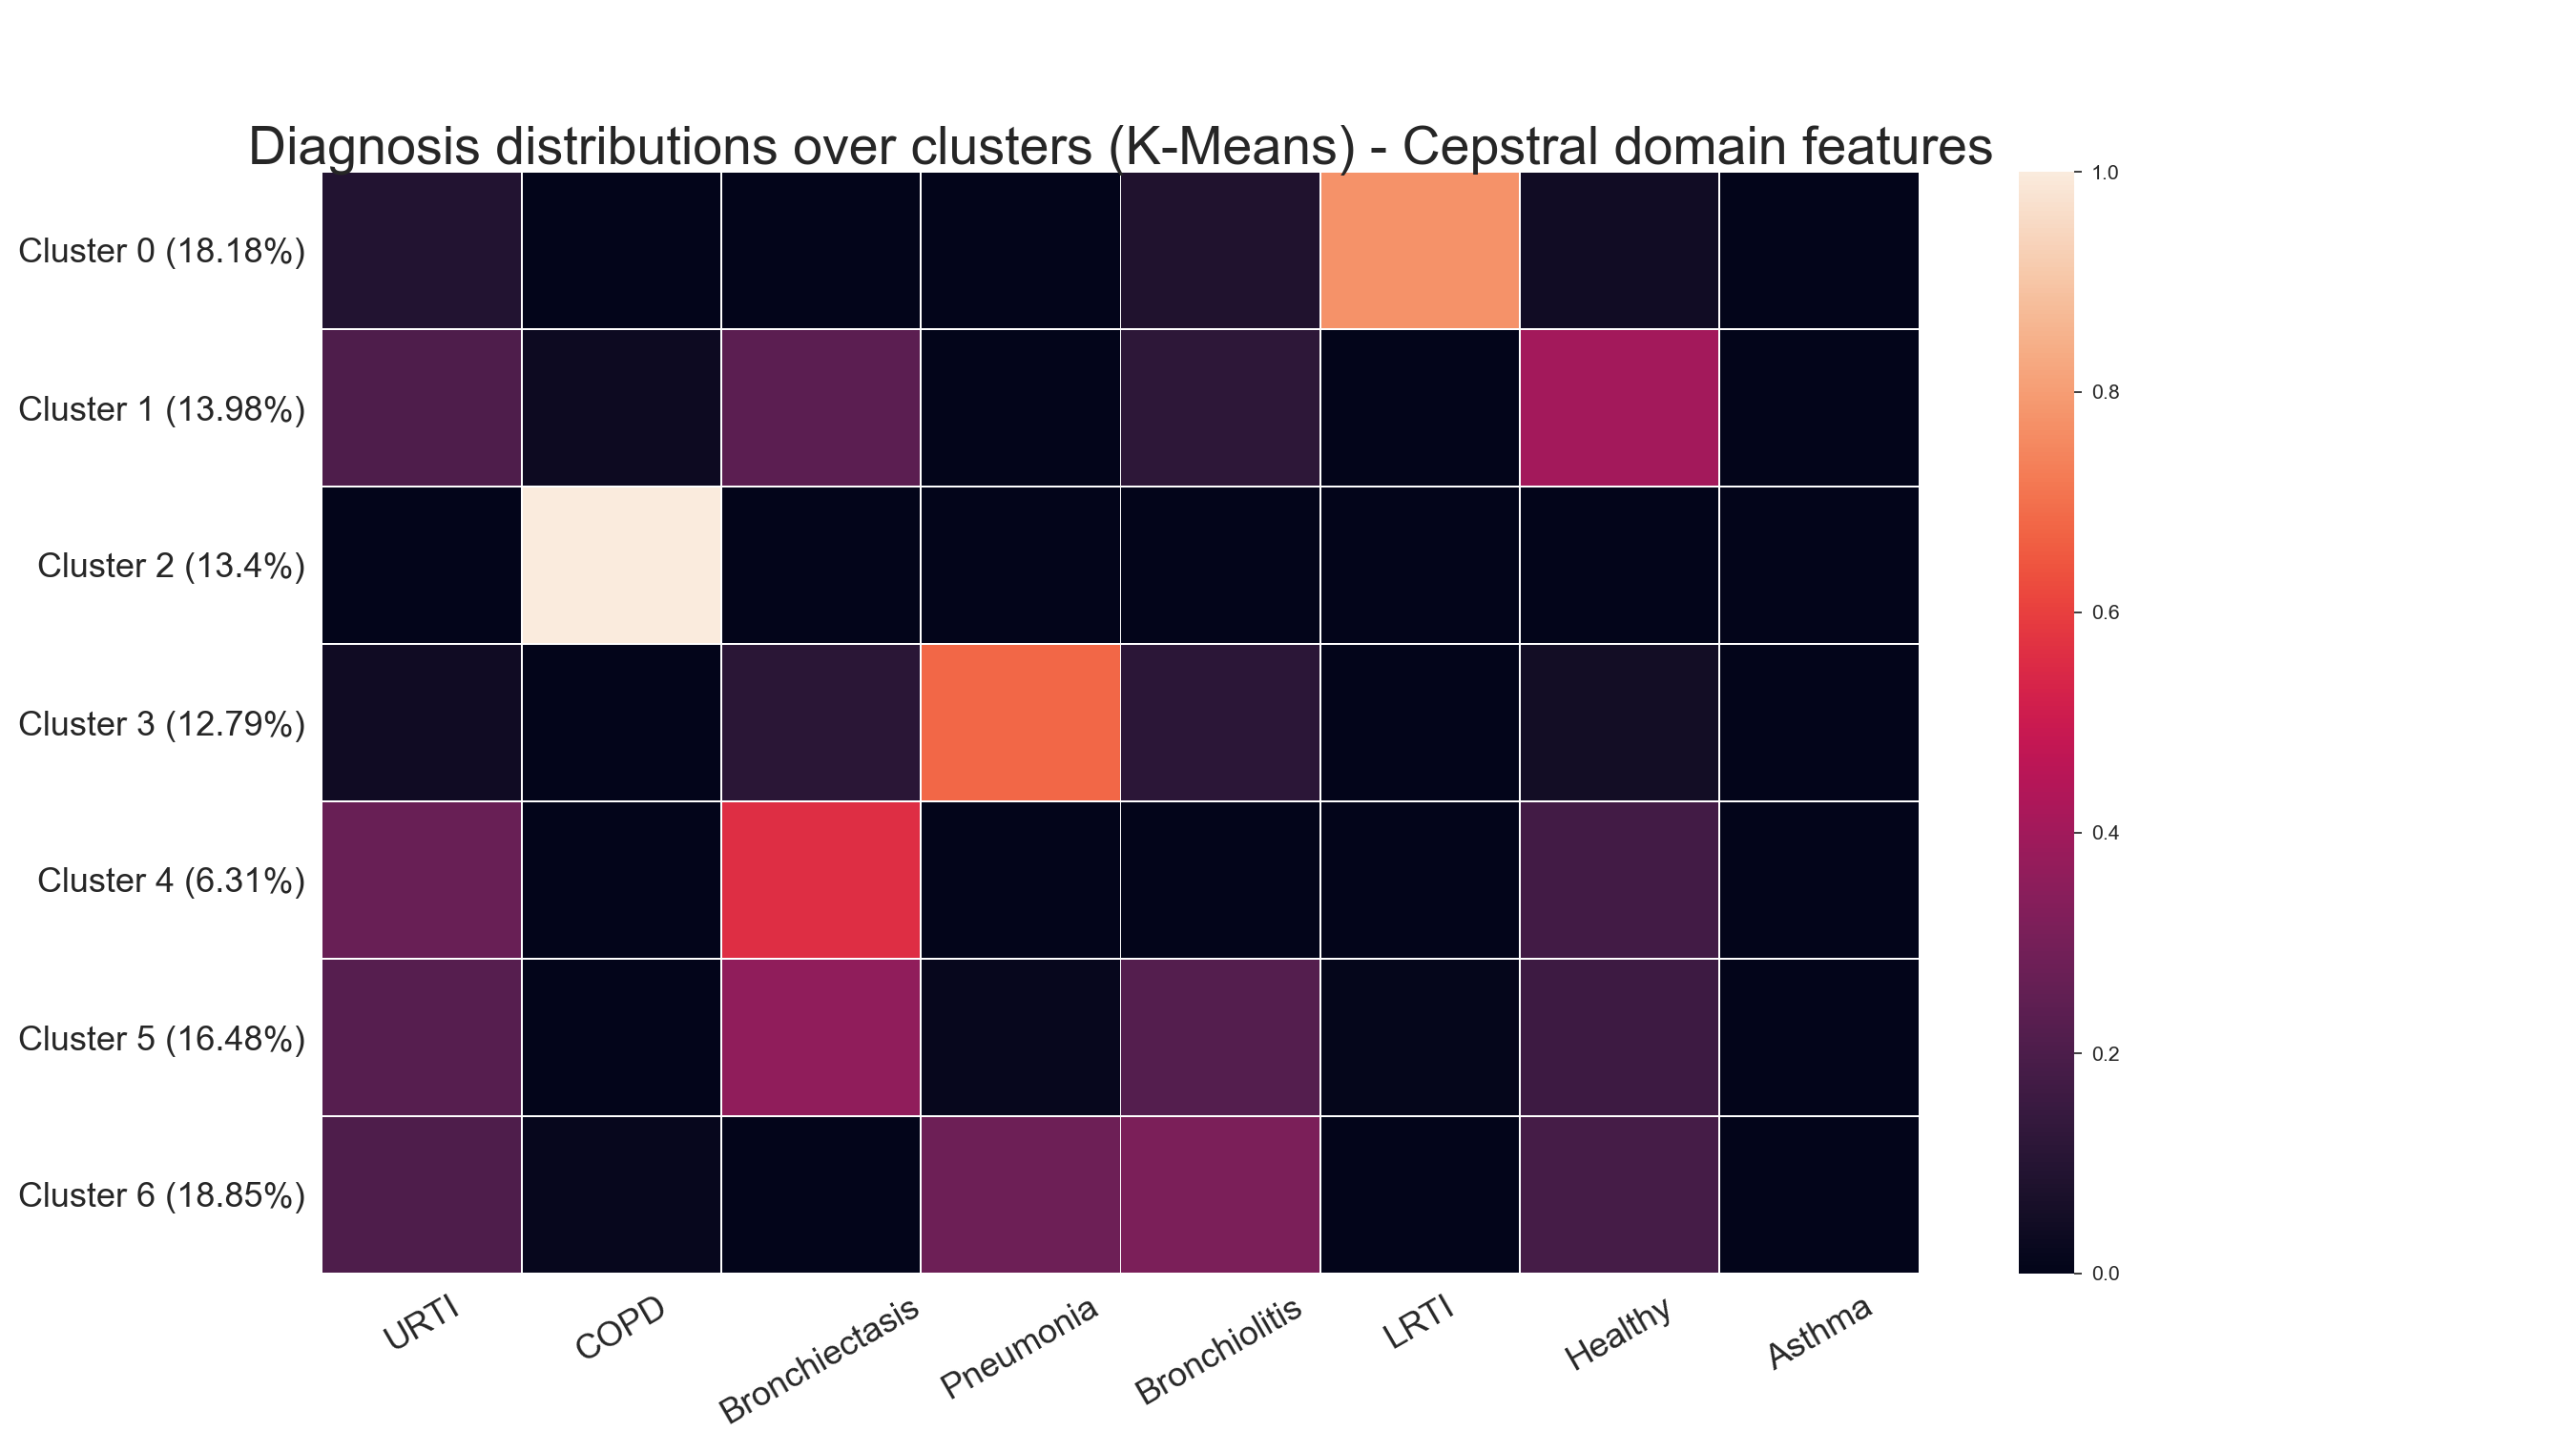 Diagnosis distributions over clusters (K-Means) - Cepstral domain features
Cluster 0 (18.18%)
Cluster 1 (13.98%)
Cluster 2 (13.4%)
Cluster 3 (12.79%)
Cluster 4 (6.31%)
Cluster 5 (16.48%)
Cluster 6 (18.85%)
URTI
COPD
Bronchiectasis
Pneumonia
Bronchiolitis
LRTI
Healthy
Asthma
1.0
0.8
0.6
0.4
0.2
0.0